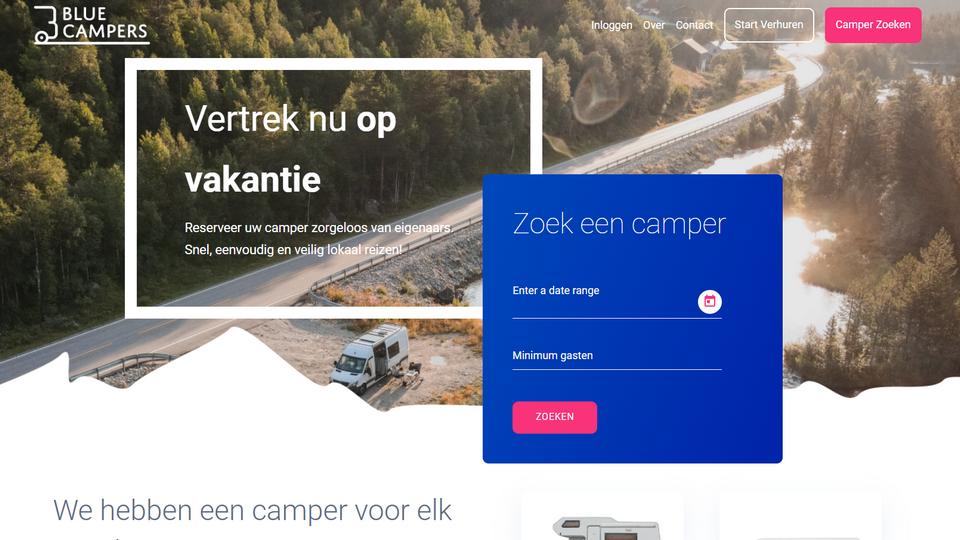 BLUE
CAMPERS
Inloggen Over Contact Start Verhuren Camper Zoeken
Vertrek nu op
vakantie
Reserveer uw camper zorgeloos van eigenaars.
Snel, eenvoudig en veilig lokaal reizen!
Zoek een camper
Enter a date range
Minimum gasten
ZOEKEN
We hebben een camper voor elk